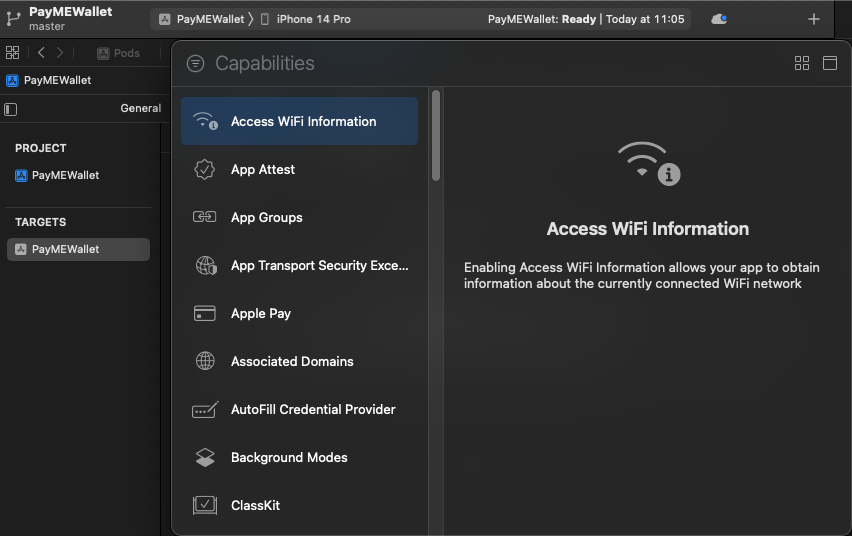 PayMEWallet
master
PayMEWallet
iPhone 14 Pro
PayMEWallet: Ready | Today at 11:05
Pods
PayMEWallet
General
PROJECT
PayMEWallet
TARGETS
PayMEWallet
Capabilities
Access WiFi Information
App Attest
App Groups
App Transport Security Exce...
Apple Pay
Associated Domains
AutoFill Credential Provider
Background Modes
ClassKit
Access WiFi Information
Enabling Access WiFi Information allows your app to obtain
information about the currently connected WiFi network